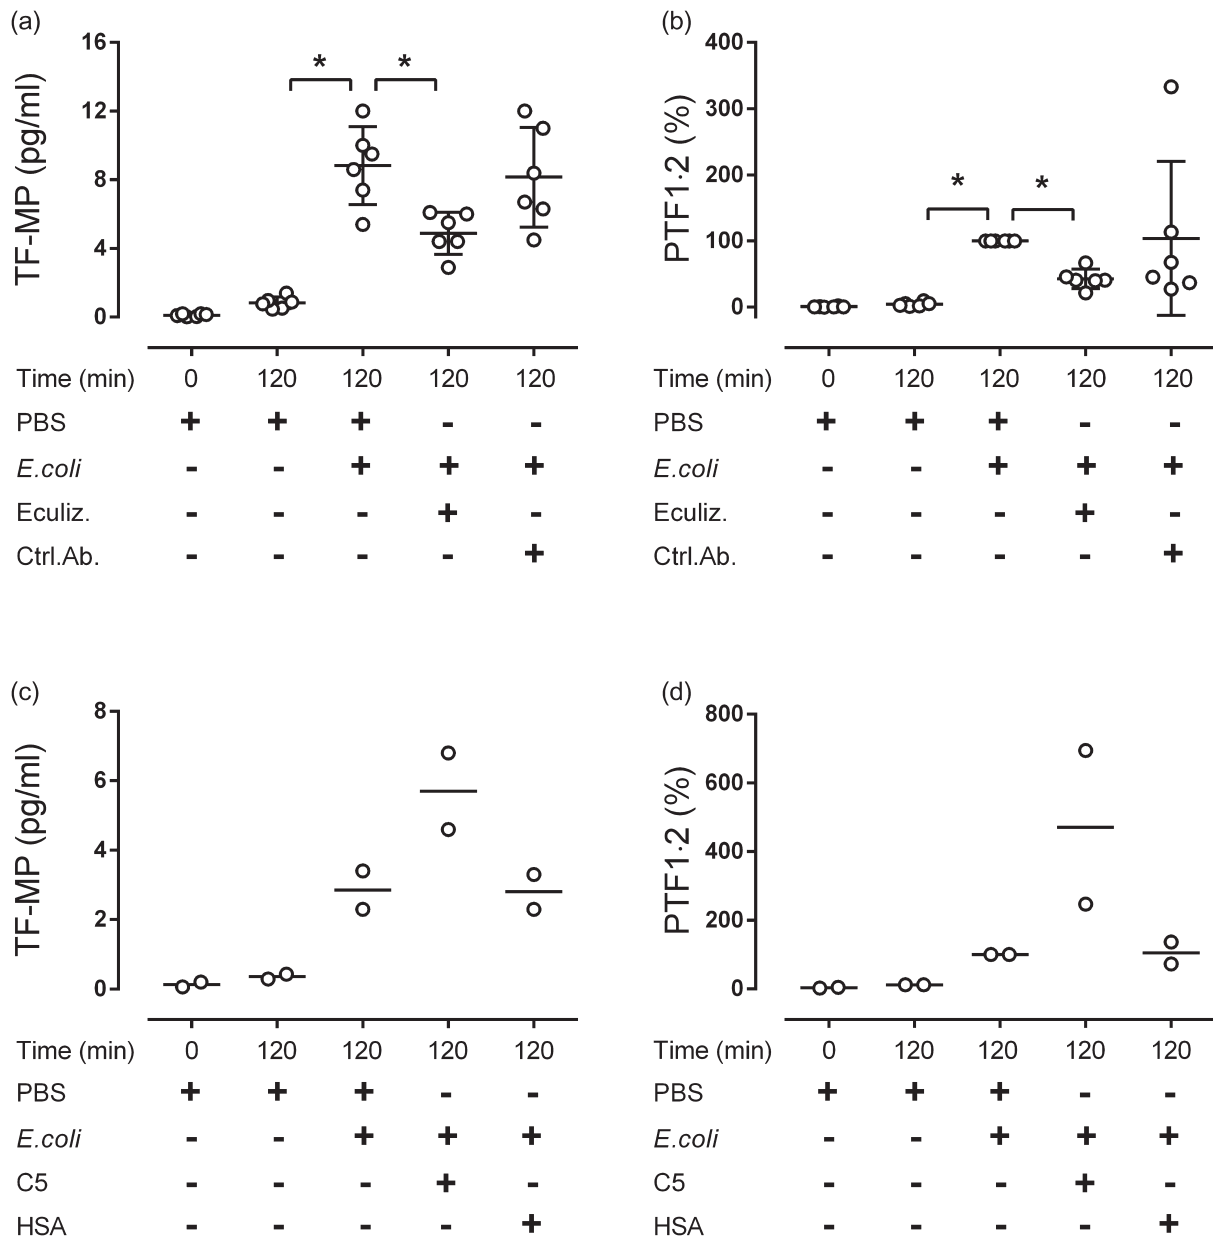 (a)
TF-MP (pg/ml)
16
12
8
4
0
* *
Time (min) 0 120 120 120 120
PBS + + + - -
E.coli - - + + +
Eculiz. - - - + -
Ctrl.Ab. - - - - +
(b)
PTF1·2 (%)
400
300
200
100
0
* *
Time (min) 0 120 120 120 120
PBS + + + - -
E.coli - - + + +
Eculiz. - - - + -
Ctrl.Ab. - - - - +
(c)
TF-MP (pg/ml)
8
6
4
2
0
Time (min) 0 120 120 120 120
PBS + + + - -
E.coli - - + + +
C5 - - - + -
HSA - - - - +
(d)
PTF1·2 (%)
800
600
400
200
0
Time (min) 0 120 120 120 120
PBS + + + - -
E.coli - - + + +
C5 - - - + -
HSA - - - - +